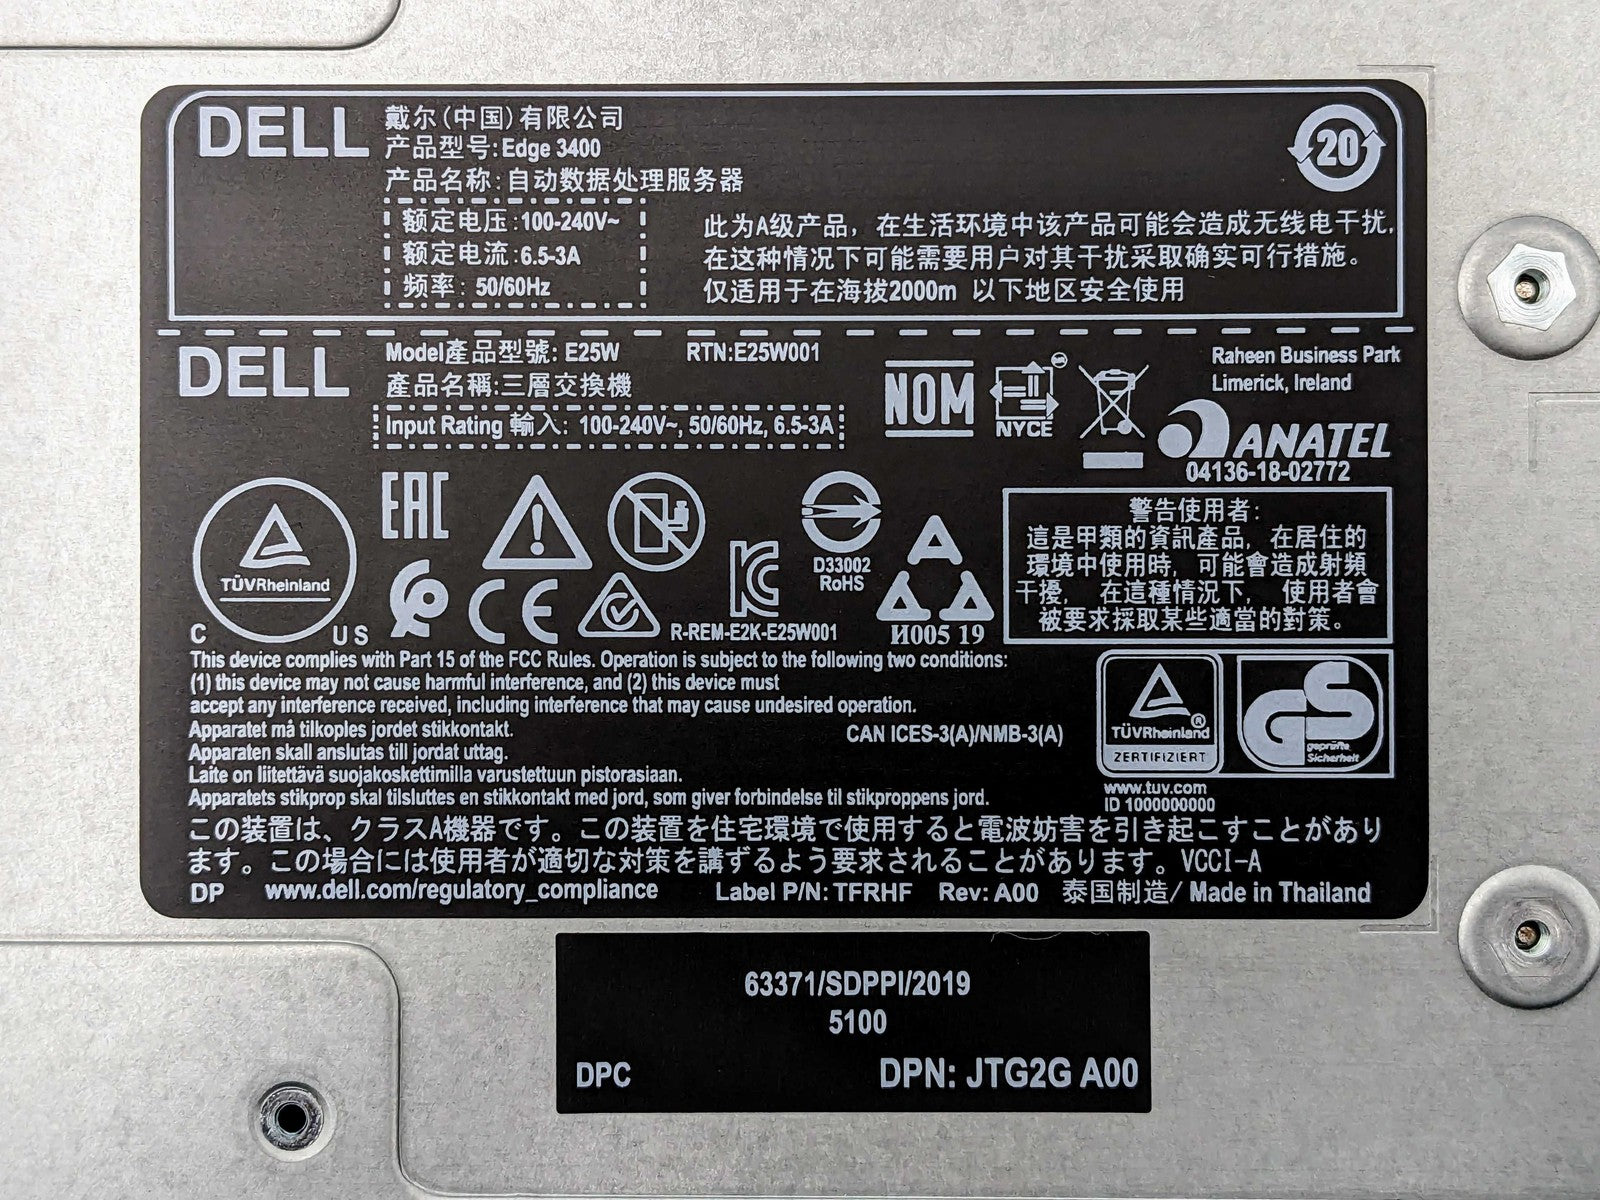 DELL
戴尔(中国)有限公司
产品型号:Edge 3400
产品名称:自动数据处理服务器
额定电压:100-240V~
额定电流:6.5-3A
频率: 50/60Hz
20
此为A级产品，在生活环境中该产品可能会造成无线电干扰,
在这种情况下可能需要用户对其干扰采取确实可行措施。
仅适用于在海拔2000m 以下地区安全使用
DELL
Model產品型號: E25W RTN:E25W001
產品名稱:三層交換機
Input Rating 輸入: 100-240V~, 50/60Hz, 6.5-3A
NOM
NYCE
Raheen Business Park
Limerick, Ireland
ANATEL
04136-18-02772
TÜVRheinland
C US
EAC
CE
D33002
RoHS
R-REM-E2K-E25W001
И005 19
警告使用者:
這是甲類的資訊產品，在居住的
環境中使用時，可能會造成射頻
干擾，在這種情況下，使用者會
被要求採取某些適當的對策。
This device complies with Part 15 of the FCC Rules. Operation is subject to the following two conditions:
(1) this device may not cause harmful interference, and (2) this device must
accept any interference received, including interference that may cause undesired operation.
Apparatet må tilkoples jordet stikkontakt.
CAN ICES-3(A)/NMB-3(A)
Apparaten skall anslutas till jordat uttag.
Laite on liitettävä suojakoskettimilla varustettuun pistorasiaan.
Apparatets stikprop skal tilsluttes en stikkontakt med jord, som giver forbindelse til stikproppens jord.
TÜVRheinland®
ZERTIFIZIERT
GS
geprüfte
Sicherheit
www.tuv.com
ID 1000000000
この装置は、クラスA機器です。この装置を住宅環境で使用すると電波妨害を引き起こすことがあり
ます。この場合には使用者が適切な対策を講ずるよう要求されることがあります。VCCI-A
DP www.dell.com/regulatory_compliance Label P/N: TFRHF Rev: A00 泰国制造/ Made in Thailand
63371/SDPPI/2019
5100
DPC DPN: JTG2G A00